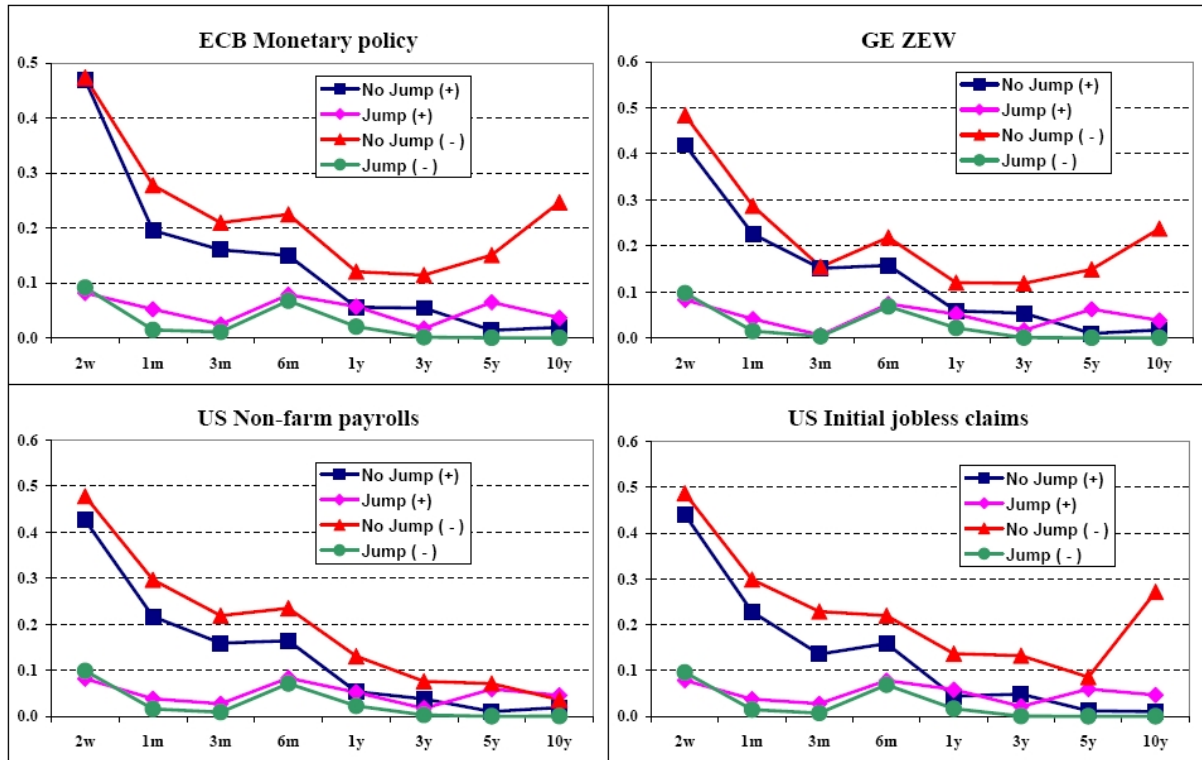 ECB Monetary policy
0.5
0.4
0.3
0.2
0.1
0.0
No Jump (+)
Jump (+)
No Jump ( - )
Jump ( - )
2w 1m 3m 6m 1y 3y 5y 10y
GE ZEW
0.6
0.5
0.4
0.3
0.2
0.1
0.0
No Jump (+)
Jump (+)
No Jump ( - )
Jump ( - )
2w 1m 3m 6m 1y 3y 5y 10y
US Non-farm payrolls
0.6
0.5
0.4
0.3
0.2
0.1
0.0
No Jump (+)
Jump (+)
No Jump ( - )
Jump ( - )
2w 1m 3m 6m 1y 3y 5y 10y
US Initial jobless claims
0.6
0.5
0.4
0.3
0.2
0.1
0.0
No Jump (+)
Jump (+)
No Jump ( - )
Jump ( - )
2w 1m 3m 6m 1y 3y 5y 10y